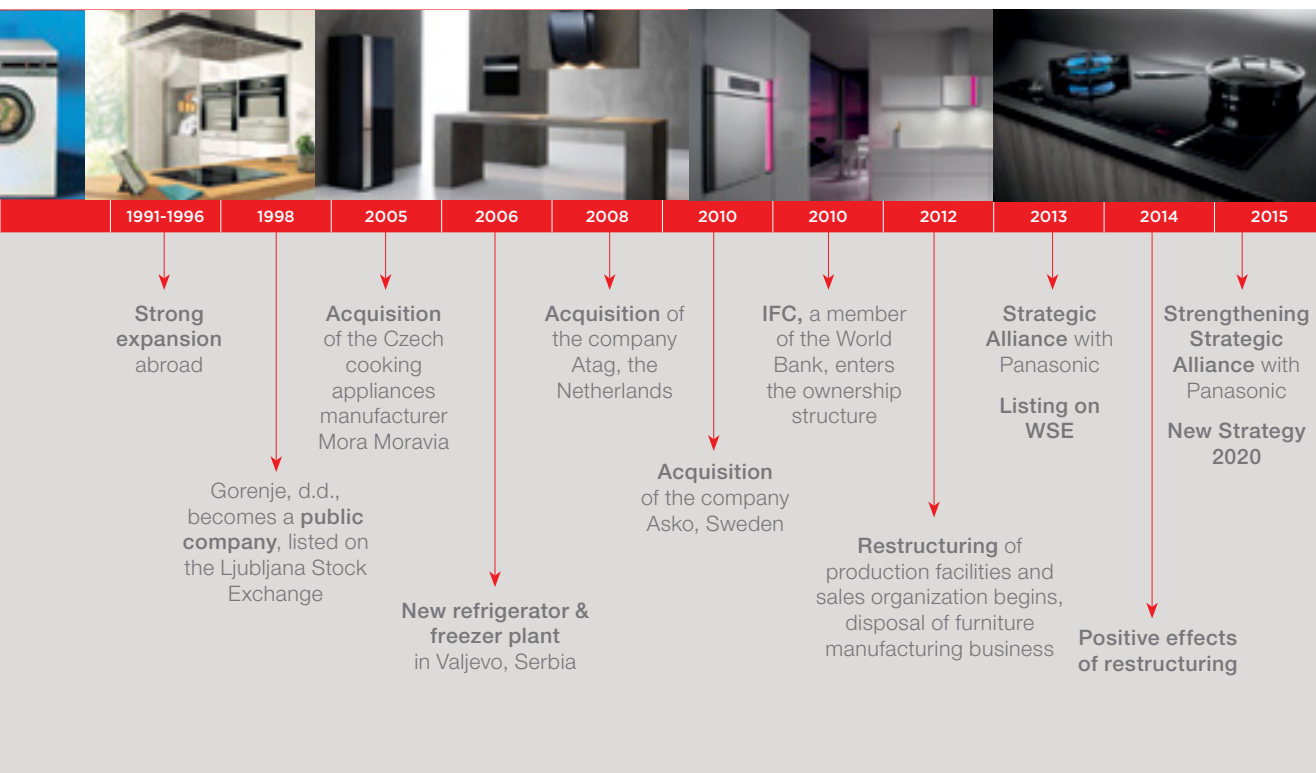 1991-1996 1998 2005 2006 2008 2010 2010 2012 2013 2014 2015
Strong
expansion
abroad
Gorenje, d.d.,
becomes a public
company, listed on
the Ljubljana Stock
Exchange
Acquisition
of the Czech
cooking
appliances
manufacturer
Mora Moravia
New refrigerator &
freezer plant
in Valjevo, Serbia
Acquisition of
the company
Atag, the
Netherlands
Acquisition
of the company
Asko, Sweden
IFC, a member
of the World
Bank, enters
the ownership
structure
Restructuring of
production facilities and
sales organization begins,
disposal of furniture
manufacturing business
Strategic
Alliance with
Panasonic
Listing on
WSE
Positive effects
of restructuring
Strengthening
Strategic
Alliance with
Panasonic
New Strategy
2020